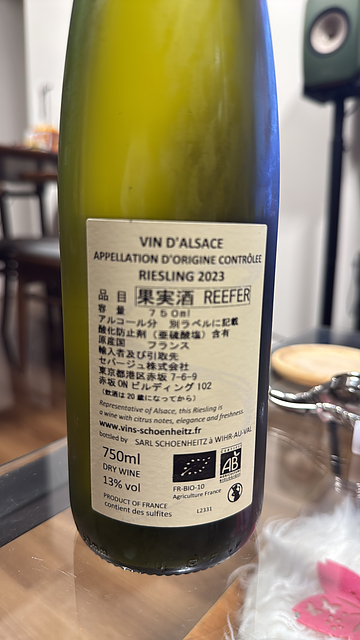 VIN D'ALSACE
APPELLATION D'ORIGINE CONTRÔLEE
RIESLING 2023
品 目 果実酒 REEFER
容 量 750ml
アルコール分 別ラベルに記載
酸化防止剤 (亜硫酸塩) 含有
原産国 フランス
輸入者及び引取先
セパージュ株式会社
東京都港区赤坂 7-6-9
赤坂ONビルディング 102
(飲酒は 20 歳になってから)
Representative of Alsace, this Riesling is
a wine with citrus notes, elegance and freshness.
www.vins-schoenheitz.fr
bottled by SARL SCHOENHEITZ à WIHR-AU-VAL
750ml
DRY WINE
13% vol
FR-BIO-10
Agriculture France
AB
PRODUCT OF FRANCE
contient des sulfites
L2331